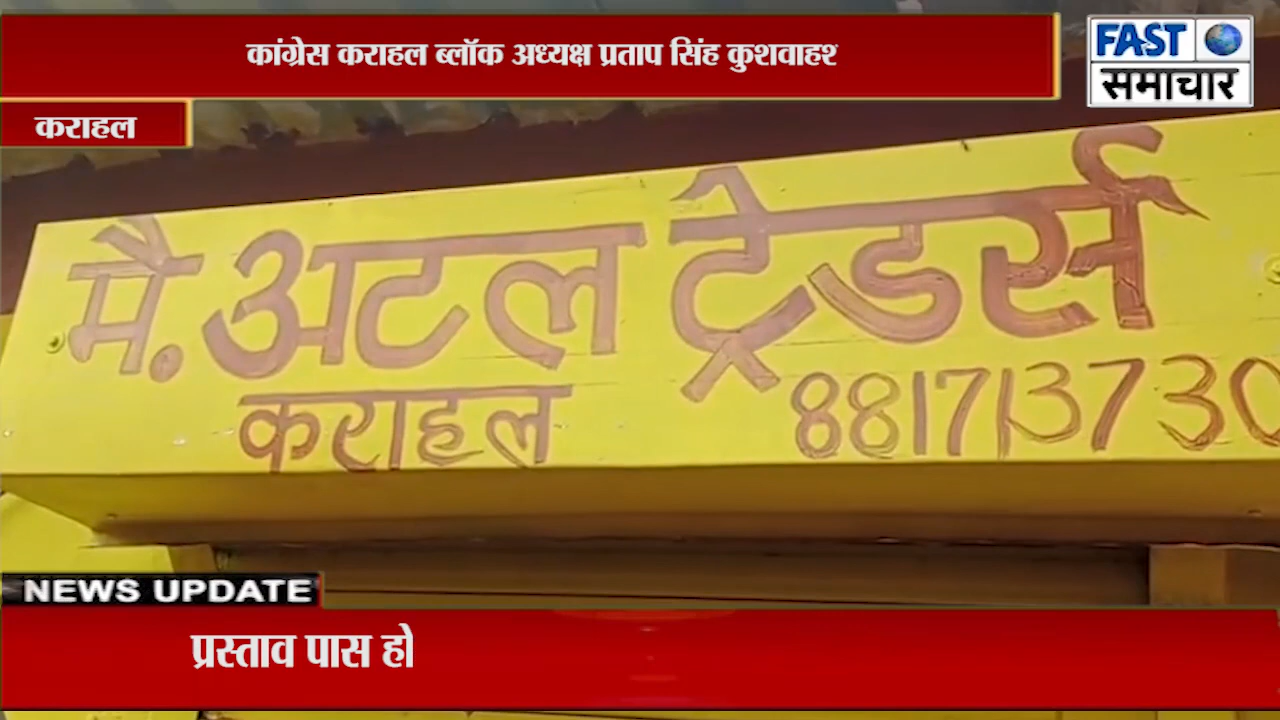 कांग्रेस कराहल ब्लॉक अध्यक्ष प्रताप सिंह कुशवाहश
FAST
समाचार
कराहल
मै. अटल ट्रेडर्स
कराहल 881713730
NEWS UPDATE
प्रस्ताव पास हो